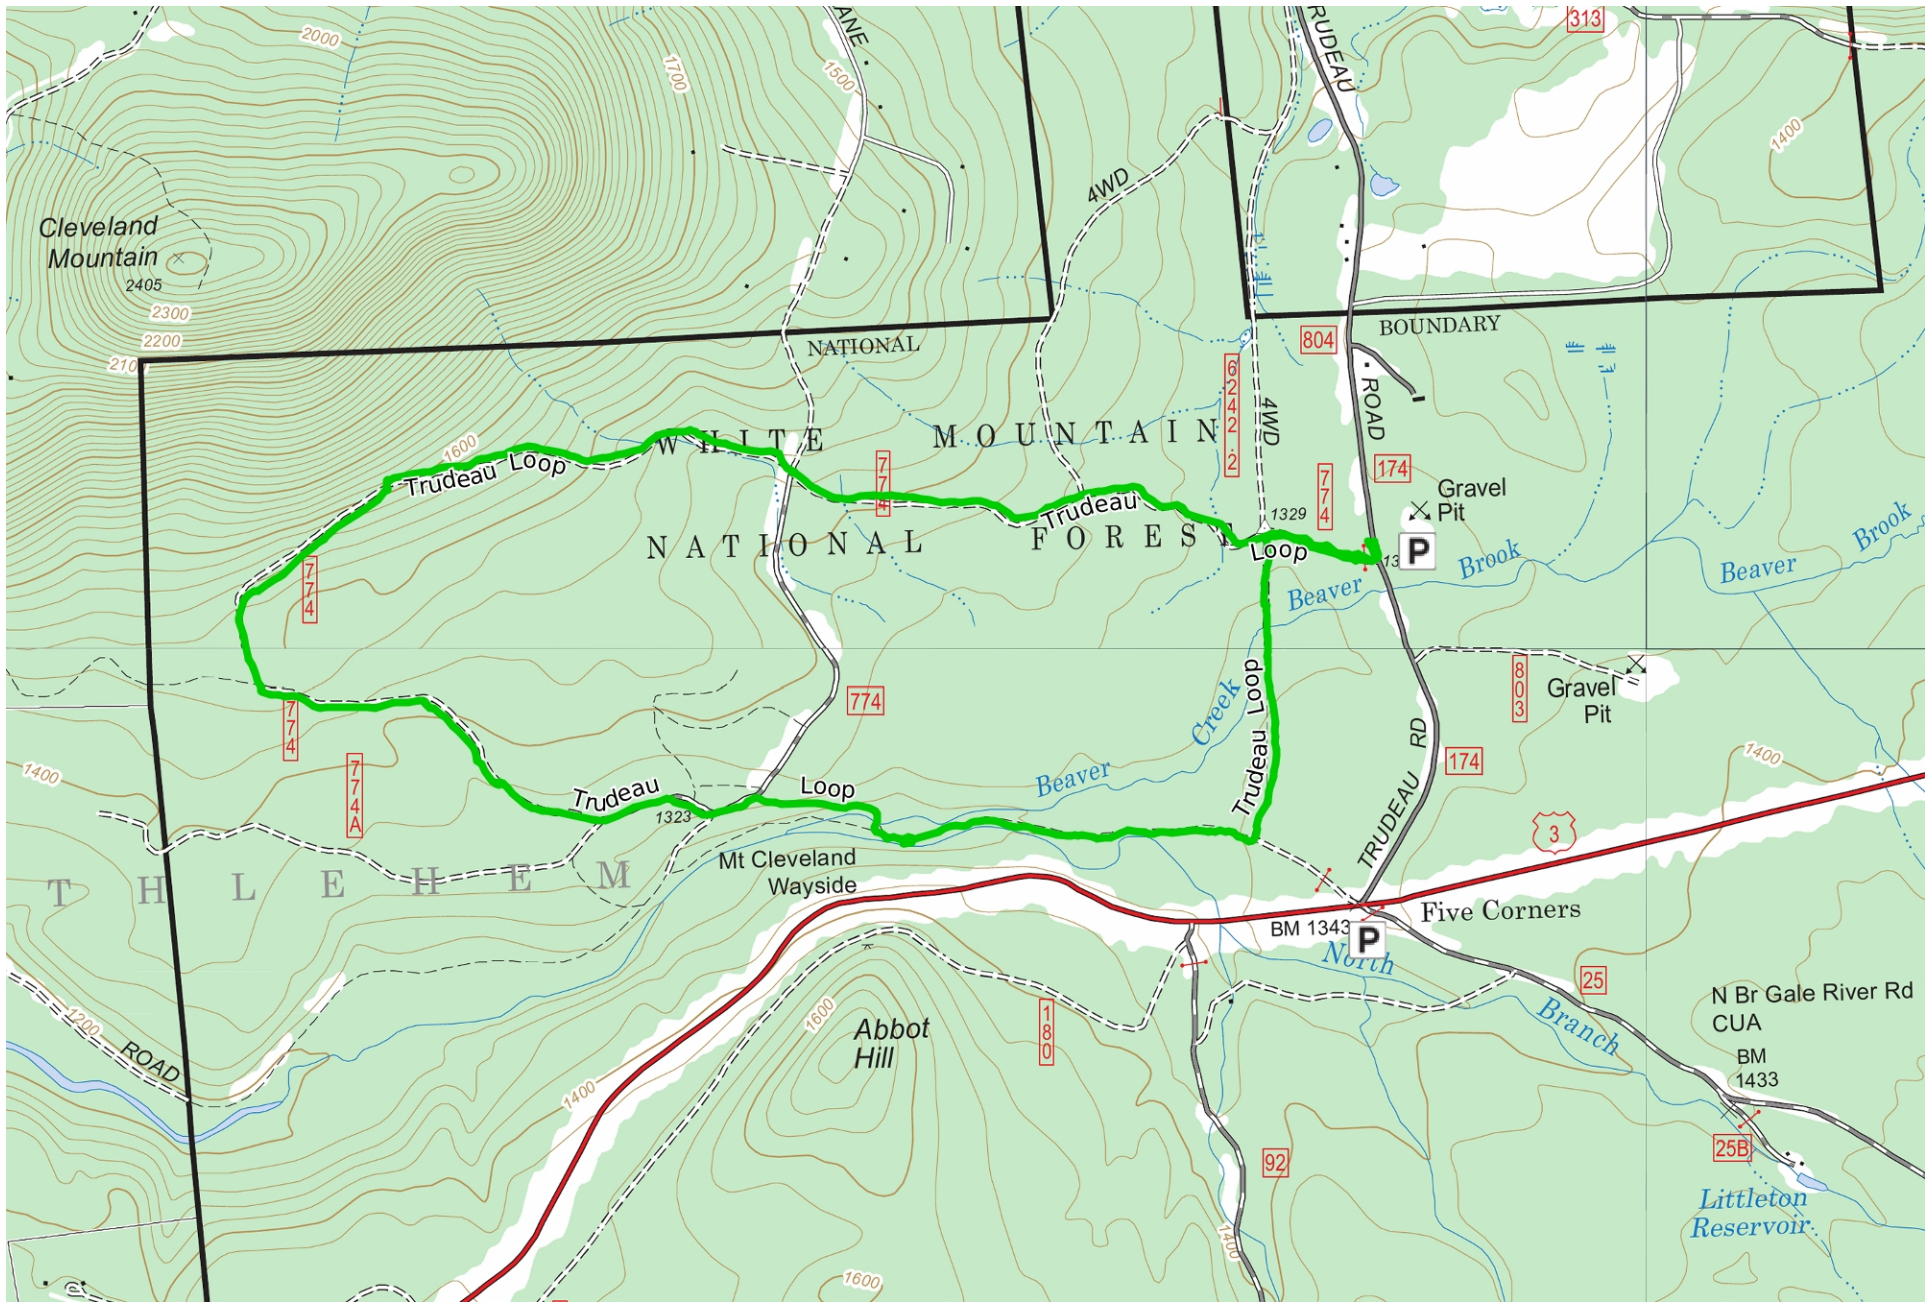 2000
1700
1500
313
1400
4WD
Cleveland
Mountain
2405
2300
2200
NATIONAL
BOUNDARY
804
6242.2
4WD
ROAD
174
WHITE MOUNTAIN
1600
Trudeau Loop
774
Trudeau
774
Gravel
Pit
1329
NATIONAL FOREST
Loop
P
Beaver
Brook
Beaver
Brook
774
803
Gravel
Pit
774
Creek
Trudeau Loop
RD
174
TRUDEAU
774
774A
1400
1400
Beaver
Trudeau
Loop
1323
3
Mt Cleveland
Wayside
THLEHEM
Five Corners
BM 1343
P
North
Branch
25
N Br Gale River Rd
CUA
BM
1433
1200
ROAD
1600
Abbot
Hill
180
1400
25B
92
Littleton
Reservoir
1400
1600